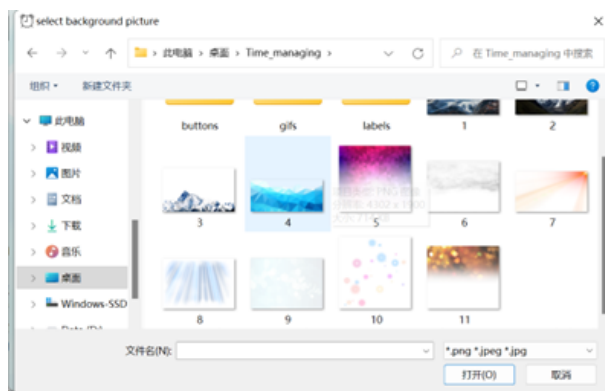 select background picture
此电脑 › 桌面 › Time_managing ›
在 Time_managing 中搜索
组织
新建文件夹
此电脑
视频
图片
文档
下载
音乐
桌面
Windows-SSD
buttons
gifs
labels
1
2
3
4
5
6
7
8
9
10
11
文件名(N):
*.png *.jpeg *.jpg
打开(O)
取消